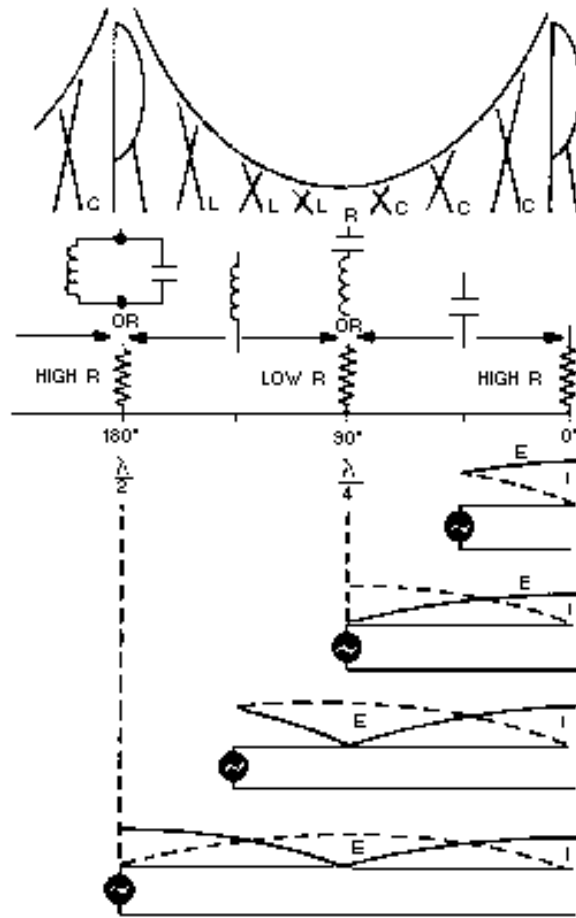 C L L L C C C
R
OR OR
HIGH R LOW R HIGH R
180° 90° 0°
λ/2 λ/4
E
I
E
I
E I
E I